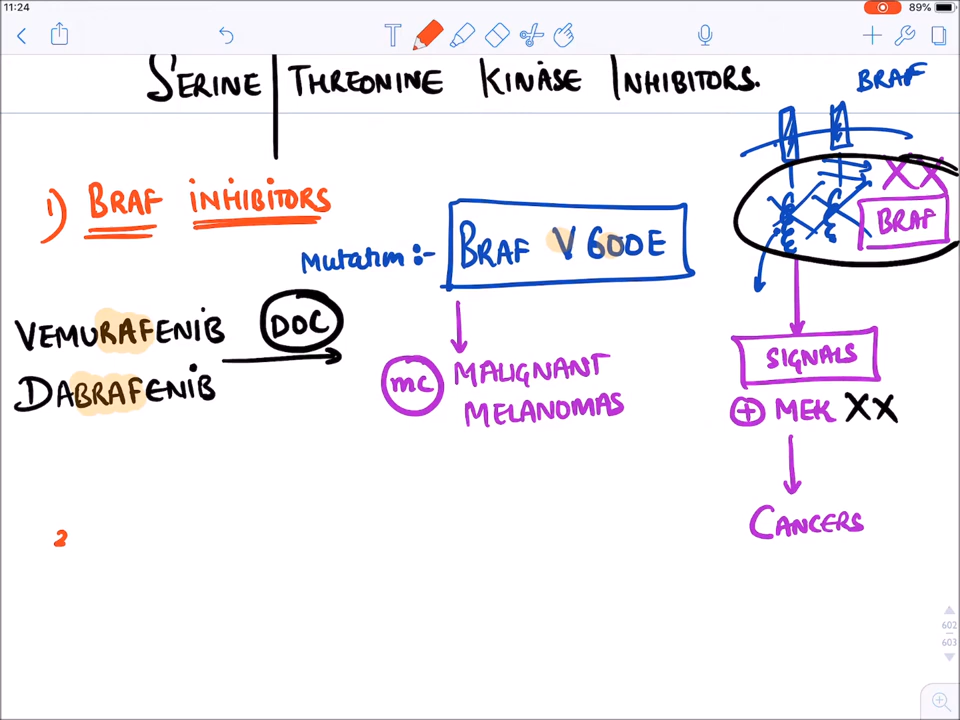 11:24
89%
T
SERINE | THREONINE KINASE INHIBITORS.
BRAF
XX
BRAF
1) BRAF INHIBITORS
Mutation :- BRAF V600E
VEMURAFENIB
DABRAFENIB
DOC
mc MALIGNANT
MELANOMAS
SIGNALS
+ MEK XX
CANCERS
2
602
603